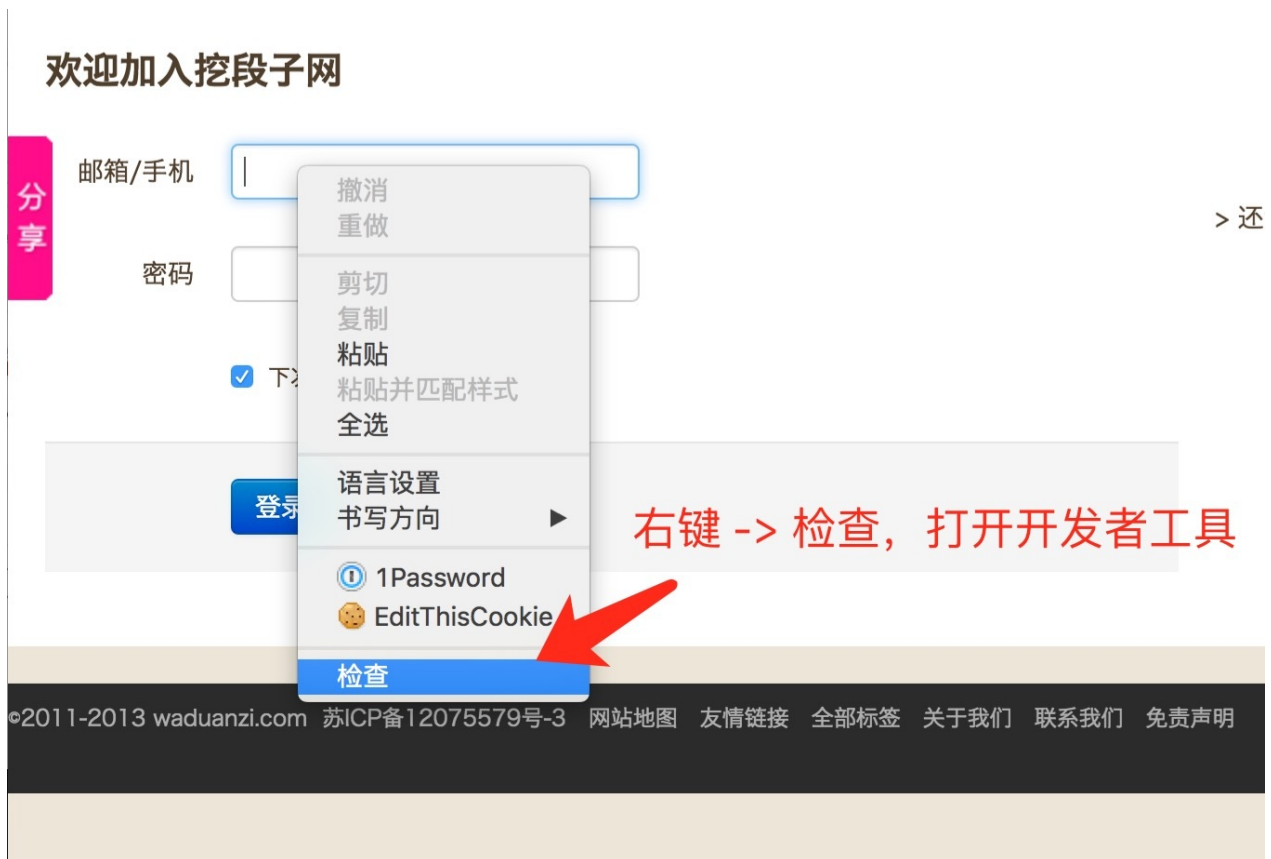 欢迎加入挖段子网
分
享
邮箱/手机
> 还
密码
下
登录
撤消
重做
剪切
复制
粘贴
粘贴并匹配样式
全选
语言设置
书写方向
1Password
EditThisCookie
检查
右键 -> 检查，打开开发者工具
©2011-2013 waduanzi.com 苏ICP备12075579号-3 网站地图 友情链接 全部标签 关于我们 联系我们 免责声明